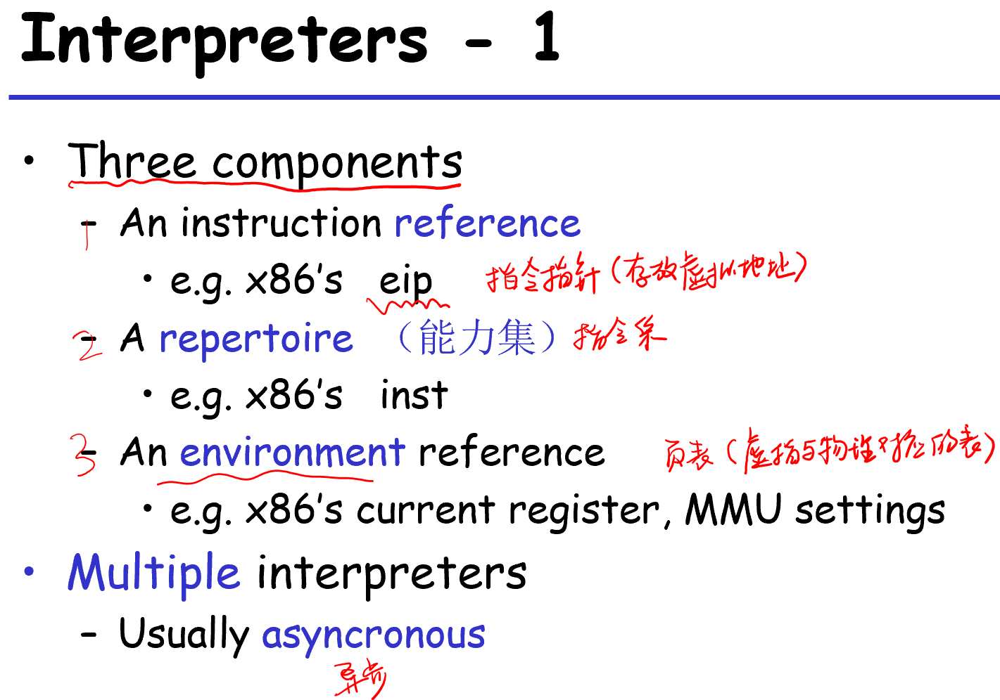 Interpreters - 1
• Three components
1 - An instruction reference
• e.g. x86's eip 指令指针(存放虚拟地址)
2 - A repertoire （能力集） 指令集
• e.g. x86's inst
3 - An environment reference 页表(虚指与物理对应的表)
• e.g. x86's current register, MMU settings
• Multiple interpreters
- Usually asyncronous
异步